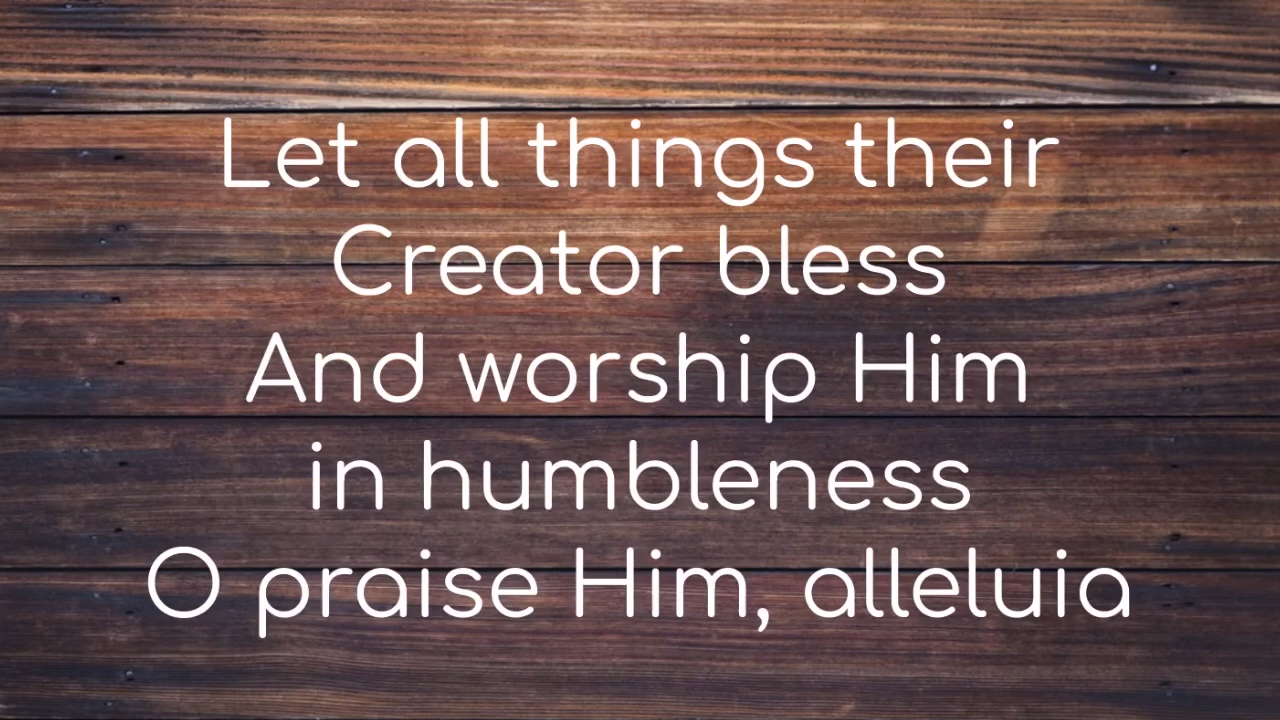 Let all things their
Creator bless
And worship Him
in humbleness
O praise Him, alleluia